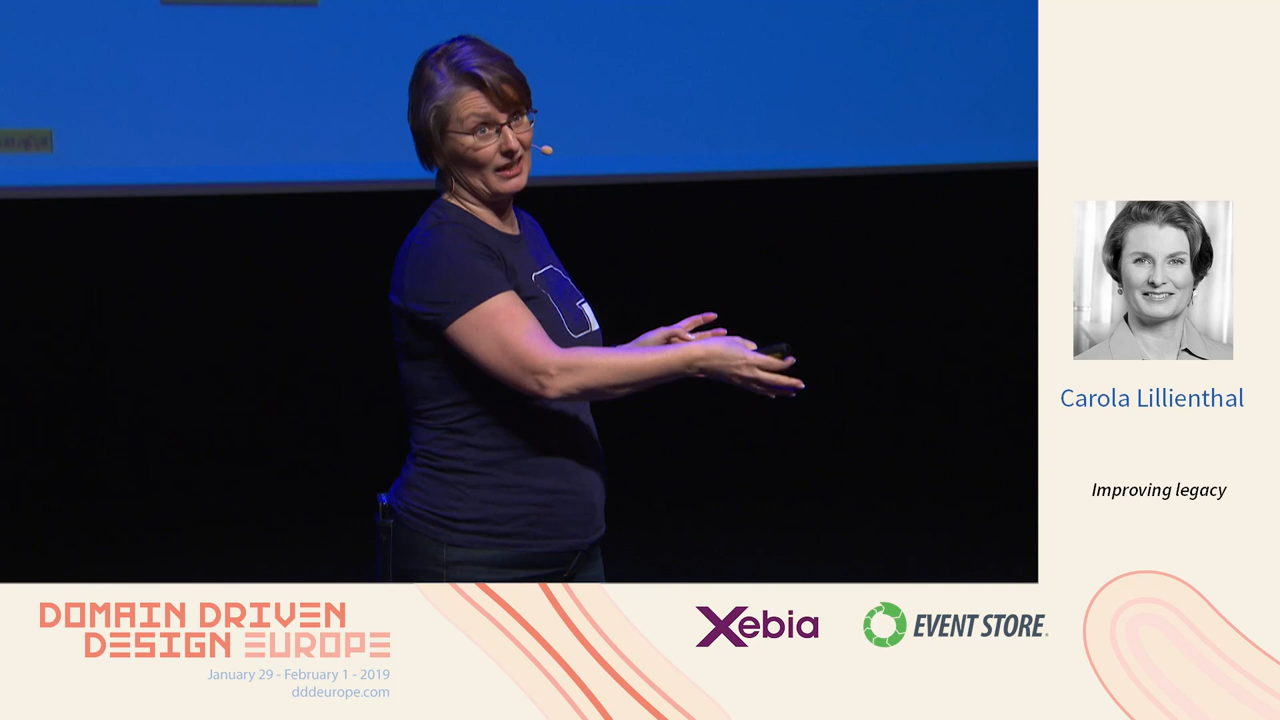 Carola Lillienthal
Improving legacy
DOMAIN DRIVEN
DESIGN EUROPE
January 29 - February 1 - 2019
dddeurope.com
Xebia
EVENT STORE